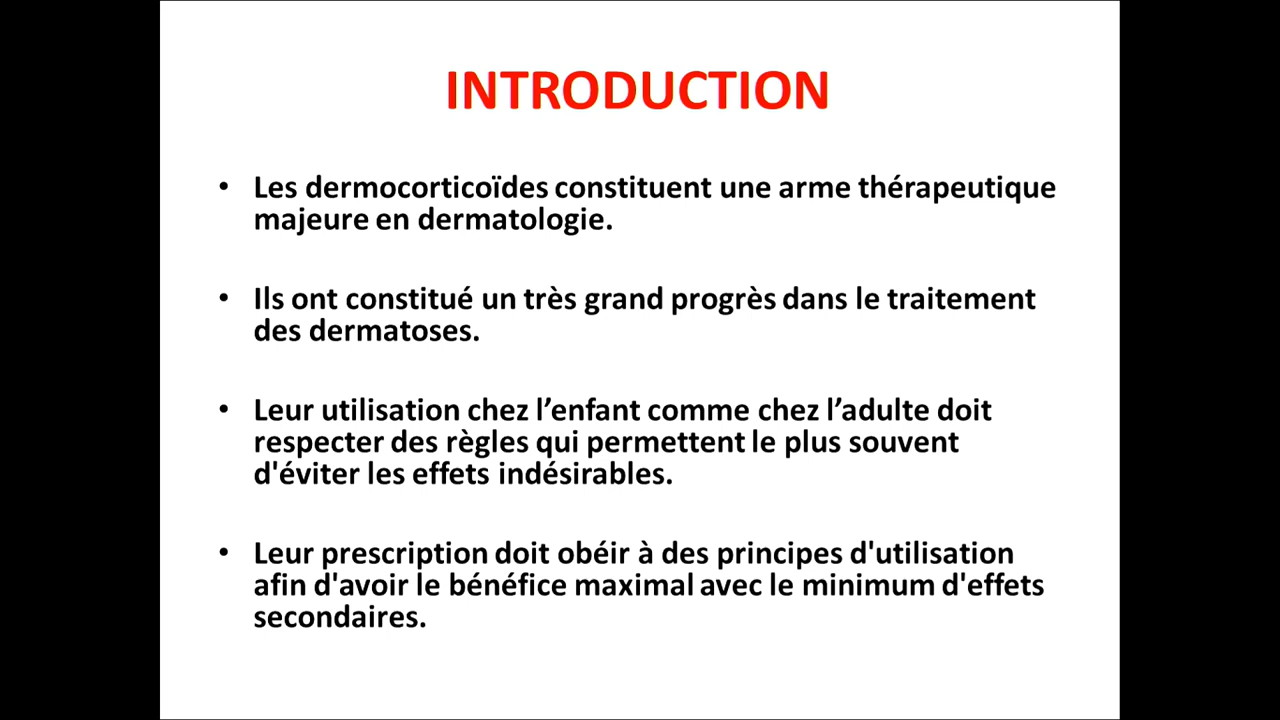 INTRODUCTION
• Les dermocorticoïdes constituent une arme thérapeutique
majeure en dermatologie.
• Ils ont constitué un très grand progrès dans le traitement
des dermatoses.
• Leur utilisation chez l’enfant comme chez l’adulte doit
respecter des règles qui permettent le plus souvent
d'éviter les effets indésirables.
• Leur prescription doit obéir à des principes d'utilisation
afin d'avoir le bénéfice maximal avec le minimum d'effets
secondaires.